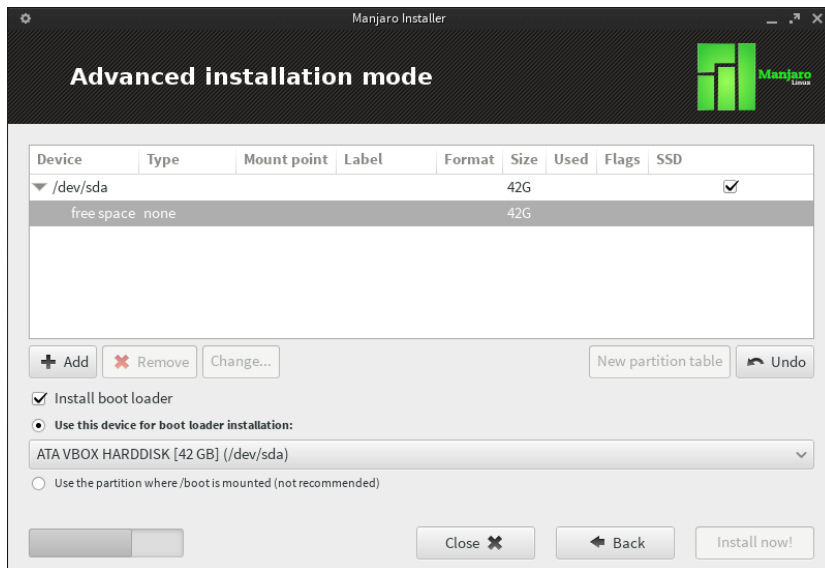 Manjaro Installer
Advanced installation mode
Manjaro
Linux
Device Type Mount point Label Format Size Used Flags SSD
/dev/sda 42G
free space none 42G
Add Remove Change... New partition table Undo
Install boot loader
Use this device for boot loader installation:
ATA VBOX HARDDISK [42 GB] (/dev/sda)
Use the partition where /boot is mounted (not recommended)
Close Back Install now!